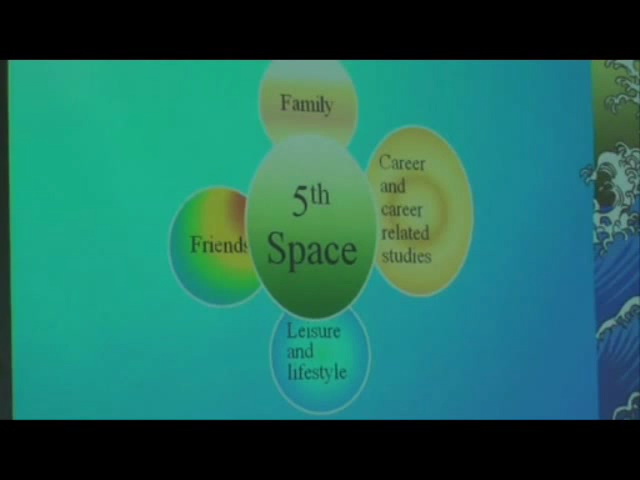 Family
5th
Space
Career
and
career
related
studies
Friends
Leisure
and
lifestyle